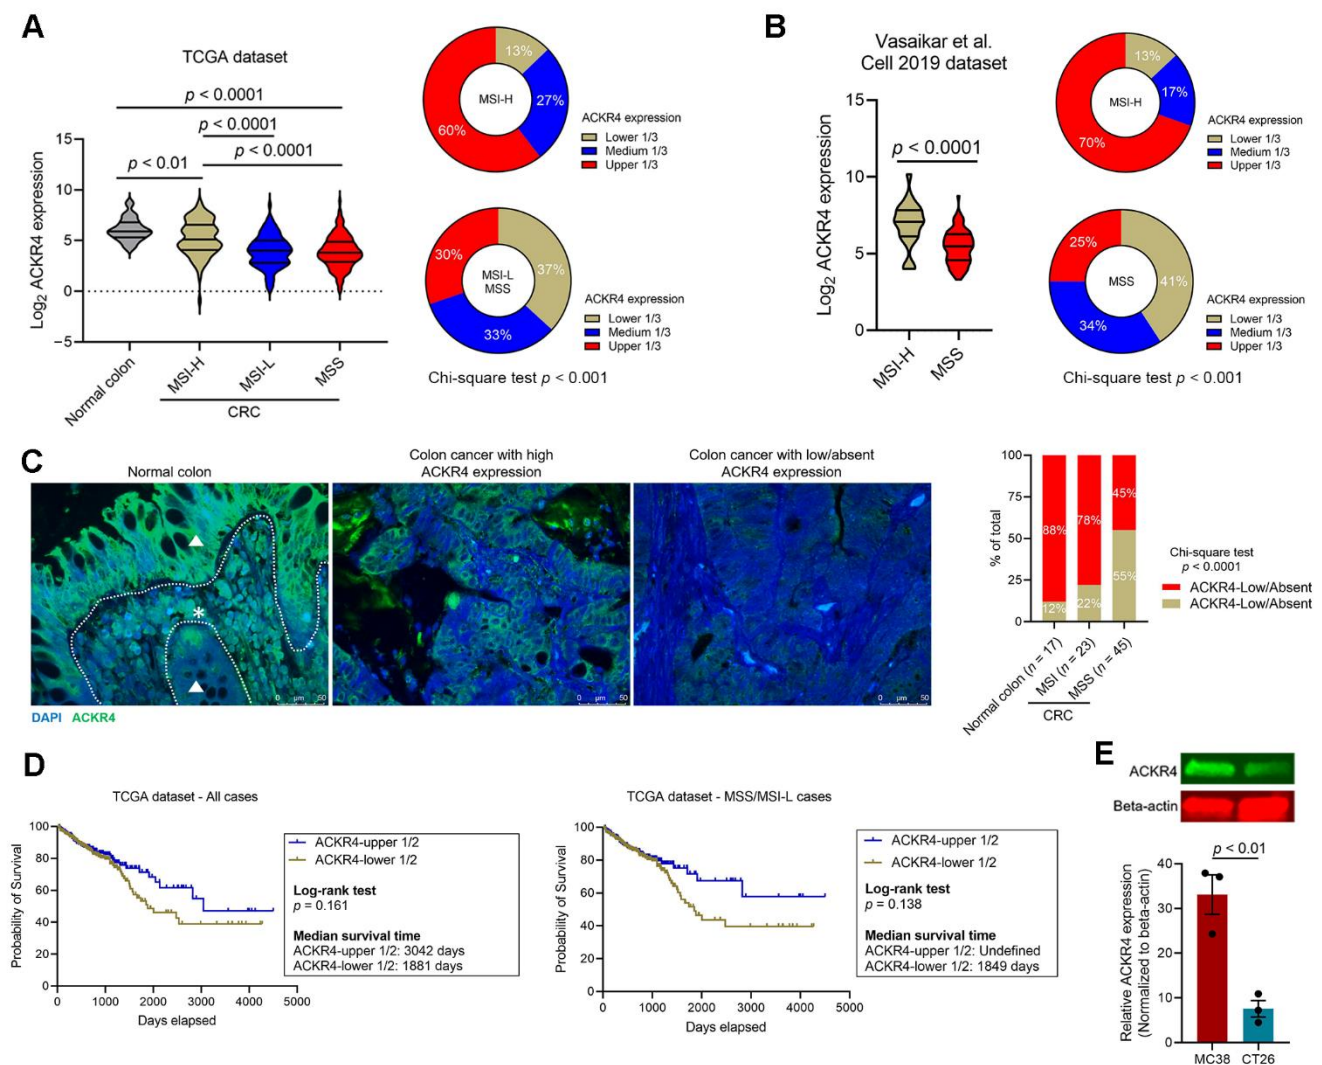 A
TCGA dataset
p < 0.0001
p < 0.0001
p < 0.01
p < 0.0001
Log2 ACKR4 expression
15
10
5
0
−5
Normal colon
MSI-H
MSI-L
MSS
CRC
13%
27%
60%
MSI-H
ACKR4 expression
Lower 1/3
Medium 1/3
Upper 1/3
30%
37%
33%
MSI-L
MSS
ACKR4 expression
Lower 1/3
Medium 1/3
Upper 1/3
Chi-square test p < 0.001
B
Vasaikar et al.
Cell 2019 dataset
p < 0.0001
Log2 ACKR4 expression
15
10
5
0
MSI-H
MSS
13%
17%
70%
MSI-H
ACKR4 expression
Lower 1/3
Medium 1/3
Upper 1/3
25%
41%
34%
MSS
ACKR4 expression
Lower 1/3
Medium 1/3
Upper 1/3
Chi-square test p < 0.001
C
Normal colon
Colon cancer with high
ACKR4 expression
Colon cancer with low/absent
ACKR4 expression
*
0 µm 50
0 µm 50
0 µm 50
DAPI ACKR4
% of total
100
75
50
25
0
88%
78%
45%
12%
22%
55%
Normal colon (n = 17)
MSI (n = 23)
MSS (n = 45)
CRC
Chi-square test
p < 0.0001
ACKR4-Low/Absent
ACKR4-Low/Absent
D
TCGA dataset - All cases
Probability of Survival
100
80
60
40
20
0
0 1000 2000 3000 4000 5000
Days elapsed
ACKR4-upper 1/2
ACKR4-lower 1/2
Log-rank test
p = 0.161
Median survival time
ACKR4-upper 1/2: 3042 days
ACKR4-lower 1/2: 1881 days
TCGA dataset - MSS/MSI-L cases
Probability of Survival
100
80
60
40
20
0
0 1000 2000 3000 4000 5000
Days elapsed
ACKR4-upper 1/2
ACKR4-lower 1/2
Log-rank test
p = 0.138
Median survival time
ACKR4-upper 1/2: Undefined
ACKR4-lower 1/2: 1849 days
E
ACKR4
Beta-actin
p < 0.01
Relative ACKR4 expression
(Normalized to beta-actin)
40
30
20
10
0
MC38 CT26